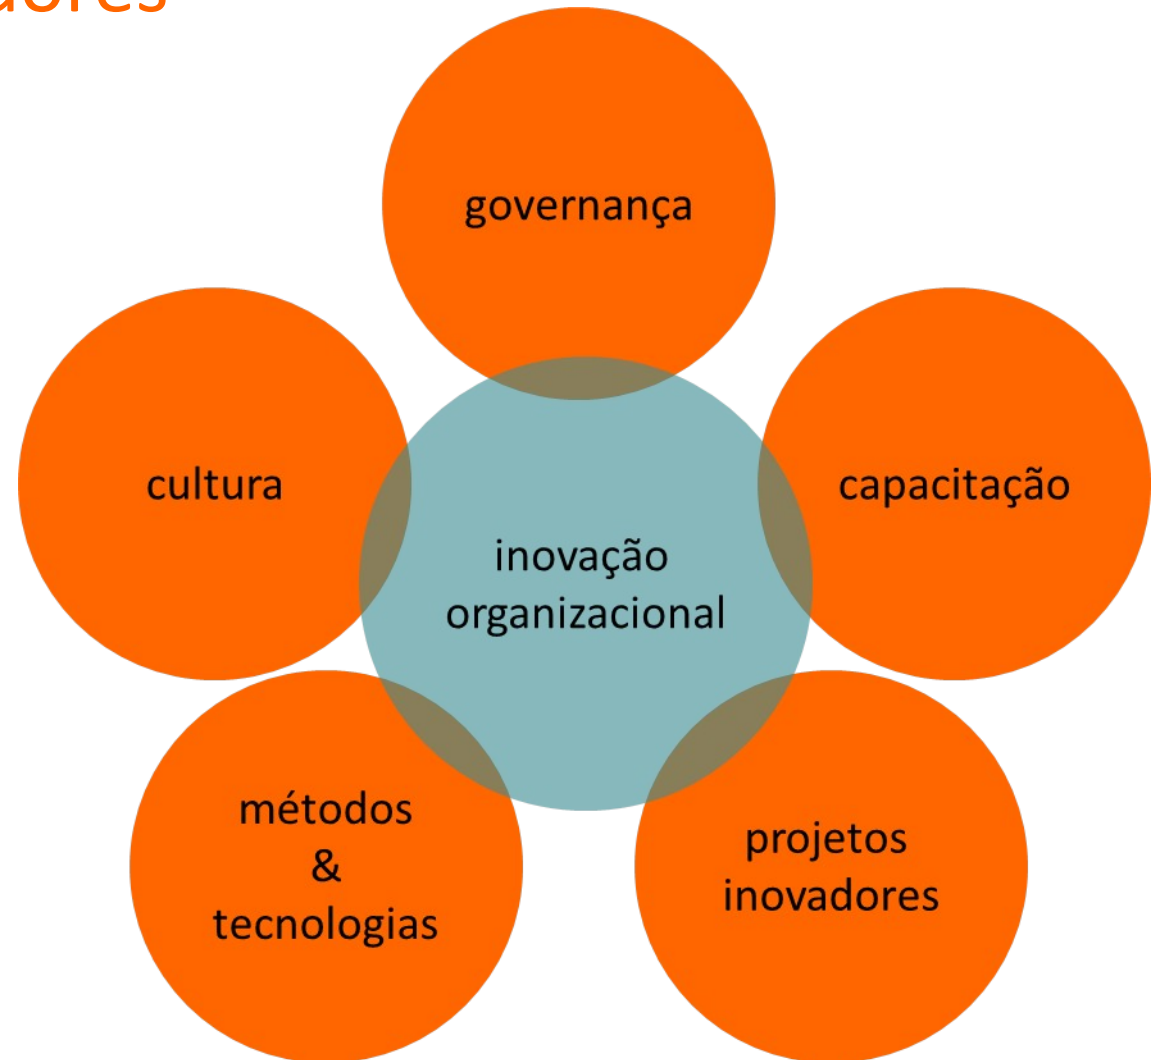 governança
cultura
capacitação
inovação
organizacional
métodos
&
tecnologias
projetos
inovadores